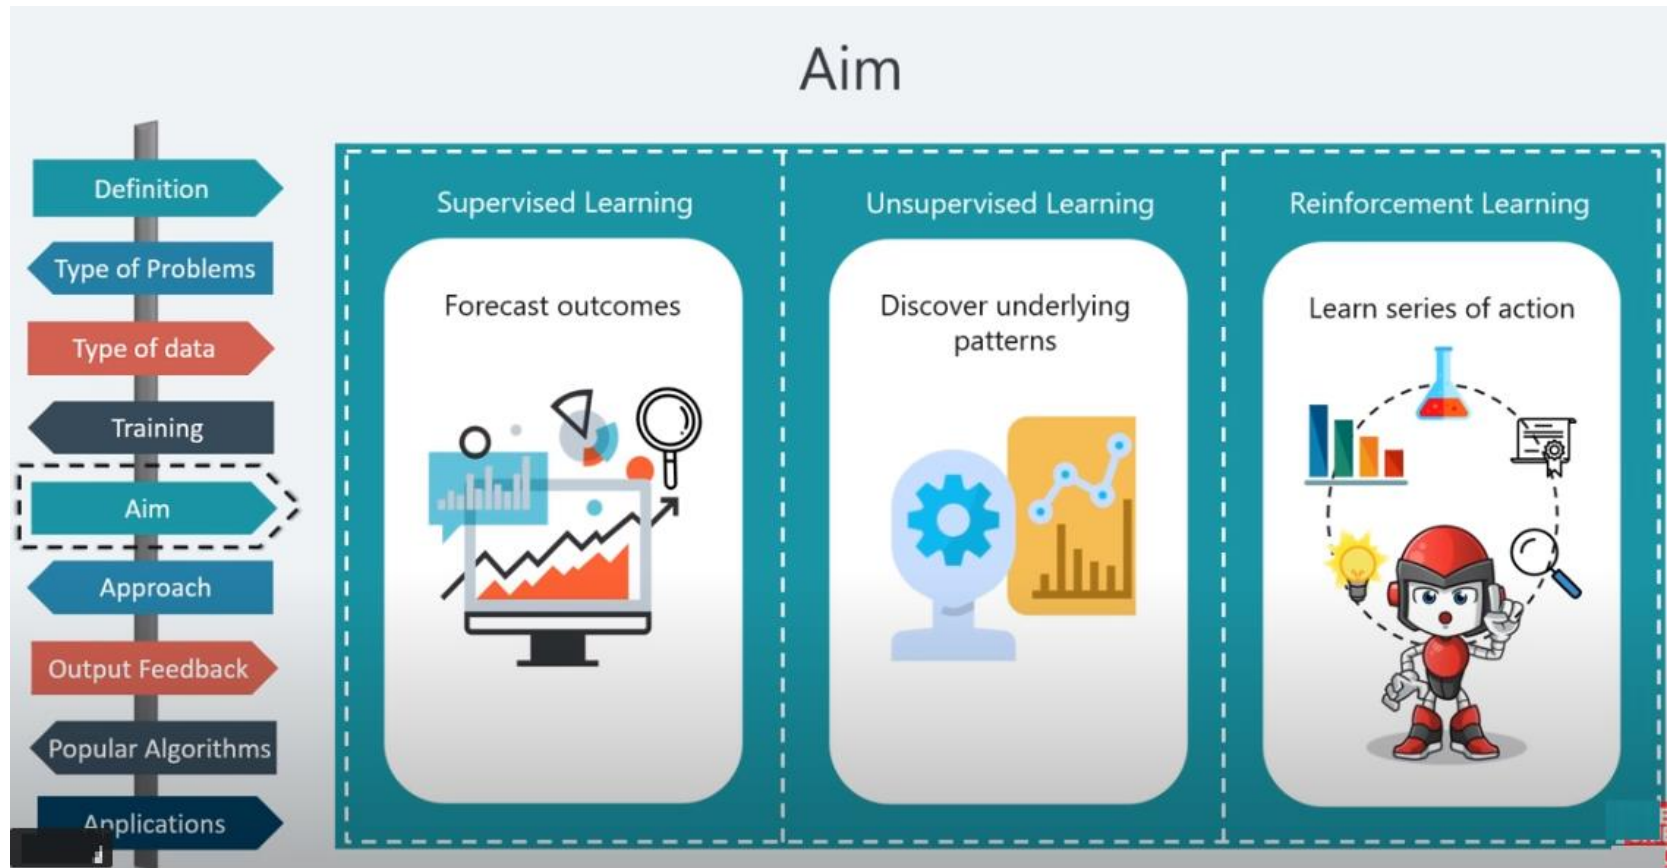 Aim
Definition
Type of Problems
Type of data
Training
Aim
Approach
Output Feedback
Popular Algorithms
Applications
Supervised Learning
Forecast outcomes
Unsupervised Learning
Discover underlying
patterns
Reinforcement Learning
Learn series of action